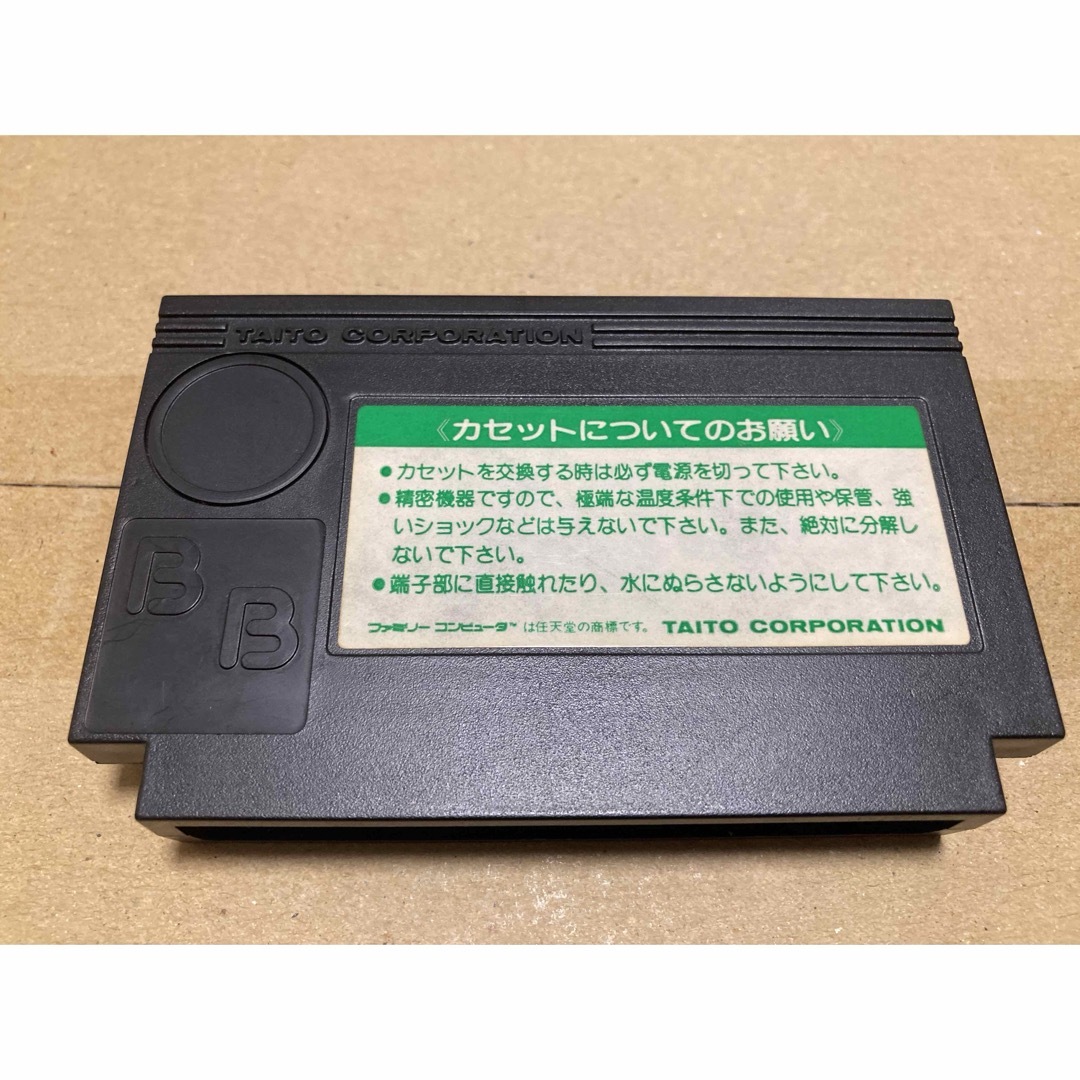 TAITO CORPORATION
《カセットについてのお願い》
●カセットを交換する時は必ず電源を切って下さい。
●精密機器ですので、極端な温度条件下での使用や保管、強
いショックなどは与えないで下さい。また、絶対に分解し
ないで下さい。
●端子部に直接触れたり、水にぬらさないようにして下さい。
ファミリーコンピュータ™は任天堂の商標です。 TAITO CORPORATION
B
B